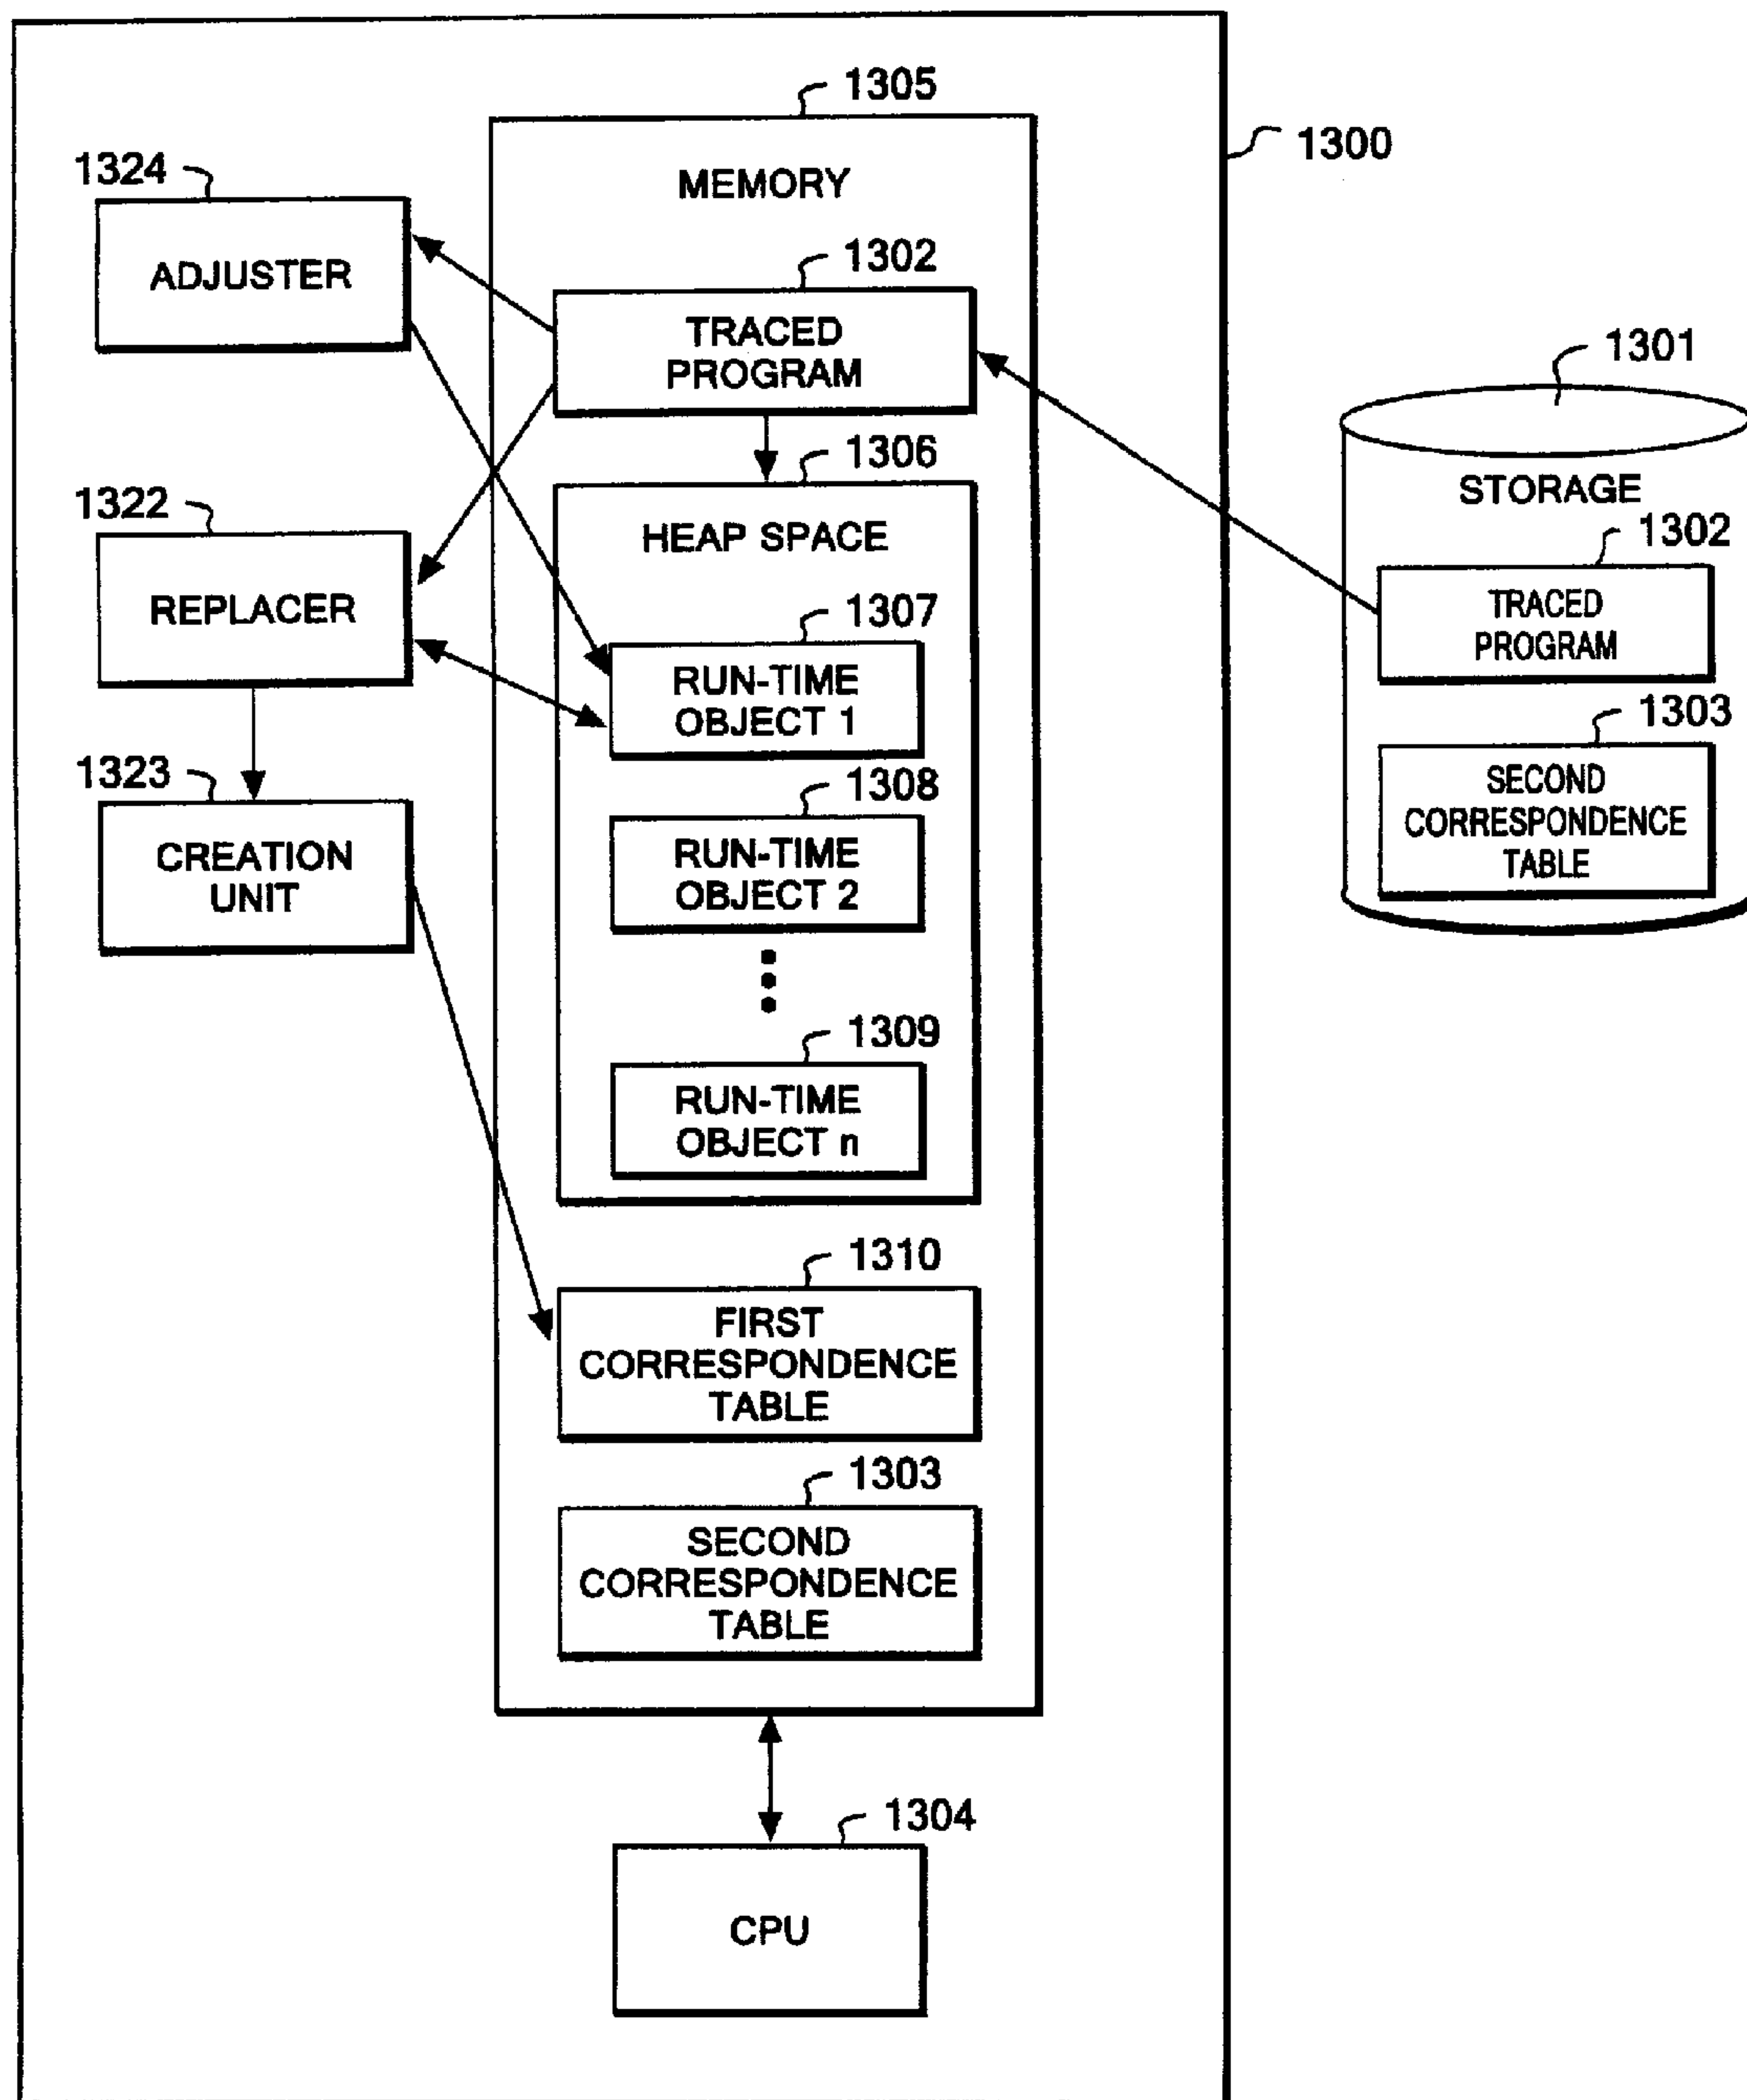 1305
1300
MEMORY
1324
ADJUSTER
1302
TRACED
PROGRAM
1301
STORAGE
1302
TRACED
PROGRAM
1303
SECOND
CORRESPONDENCE
TABLE
1306
HEAP SPACE
1322
REPLACER
1307
RUN-TIME
OBJECT 1
1323
CREATION
UNIT
1308
RUN-TIME
OBJECT 2
1309
RUN-TIME
OBJECT n
1310
FIRST
CORRESPONDENCE
TABLE
1303
SECOND
CORRESPONDENCE
TABLE
1304
CPU